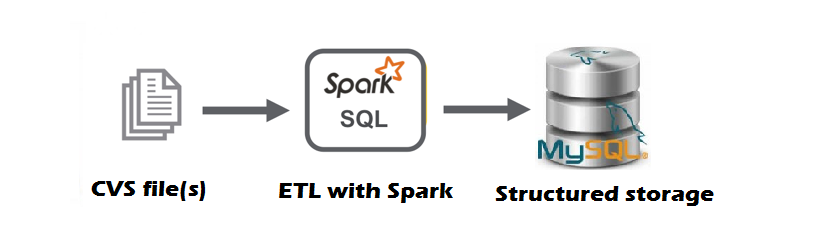 Spark
SQL
MySQL®
CVS file(s)
ETL with Spark
Structured storage